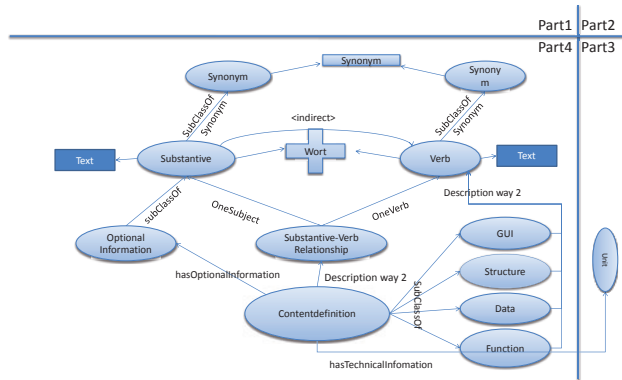 Part1 Part2
Part4 Part3
Synonym
Synonym
Synony
m
SubClassOf
Synonym
<indirect>
SubClassOf
Synonym
Text
Substantive
Wort
Verb
Text
subClassOf
OneSubject
OneVerb
Description way 2
Optional
Information
Substantive-Verb
Relationship
GUI
Unit
hasOptionalInformation
Description way 2
Structure
SubClassOf
Contentdefinition
Data
Function
hasTechnicalInfomation